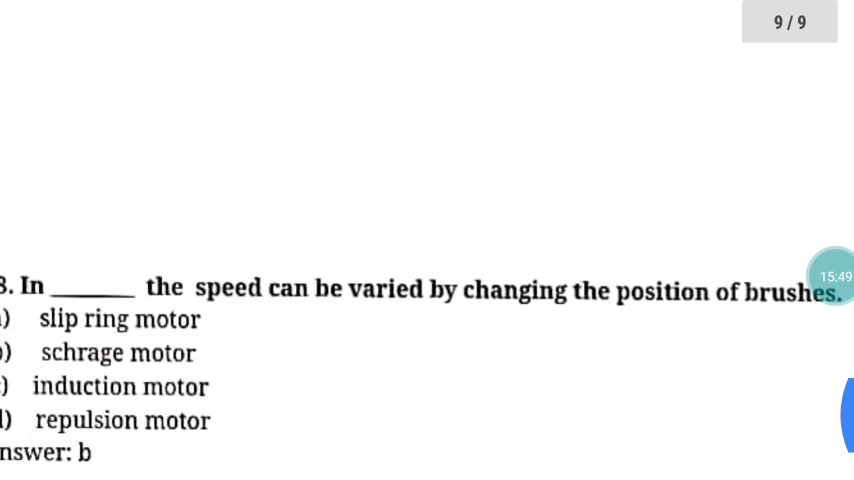 9 / 9
3. In ______ the speed can be varied by changing the position of brushes.
15:49
) slip ring motor
) schrage motor
) induction motor
) repulsion motor
nswer: b